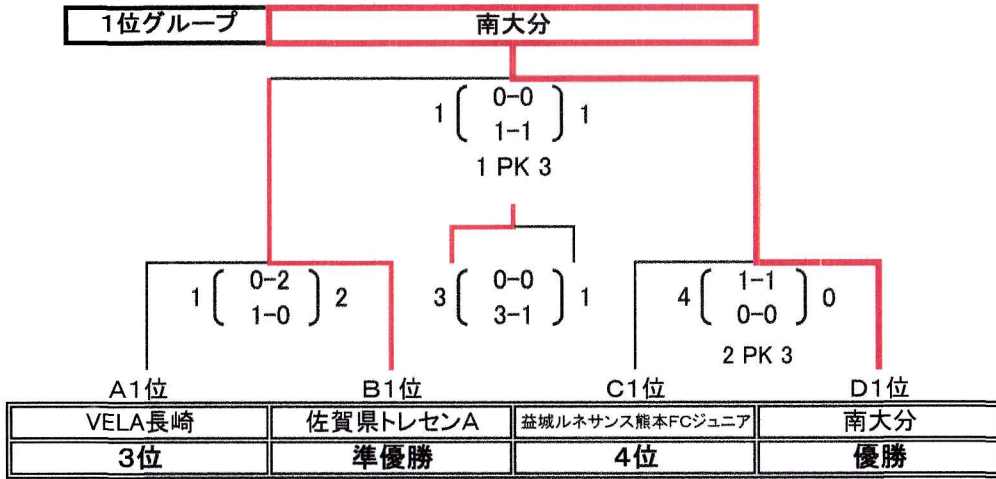 1位グループ 南大分
1 ( 0-0 ) 1
1-1
1 PK 3
1 ( 0-2 ) 2 3 ( 0-0 ) 1 4 ( 1-1 ) 0
1-0 3-1 0-0
2 PK 3
A1位 B1位 C1位 D1位
VELA長崎 佐賀県トレセンA 益城ルネサンス熊本FCジュニア 南大分
3位 準優勝 4位 優勝